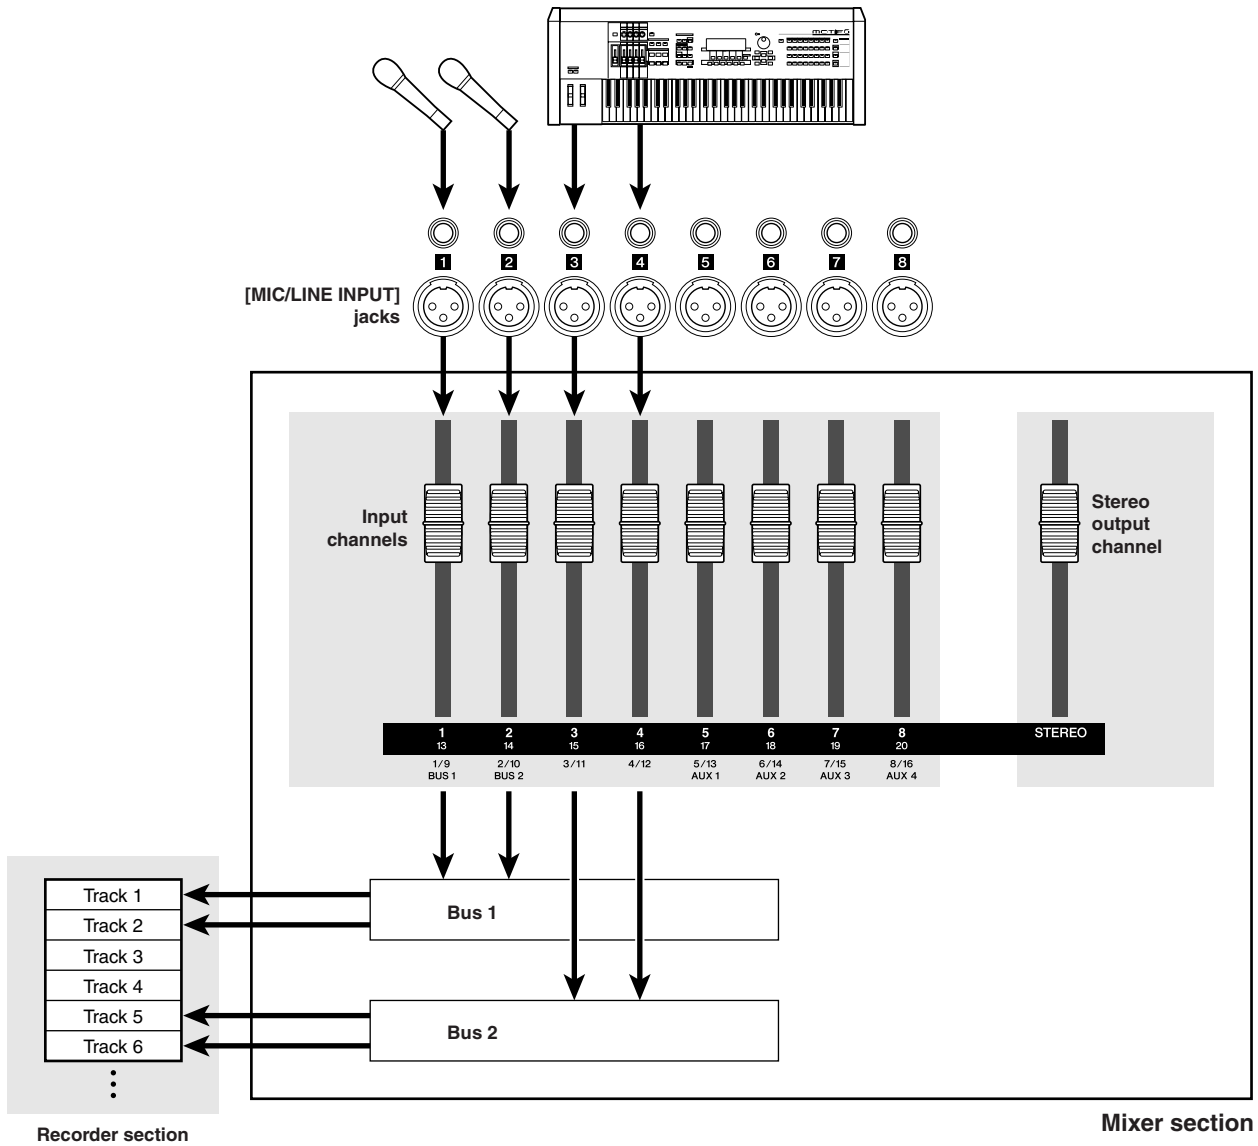 1 2 3 4 5 6 7 8
[MIC/LINE INPUT]
jacks
Input
channels
Stereo
output
channel
1 2 3 4 5 6 7 8 STEREO
13 14 15 16 17 18 19 20
1/9 2/10 3/11 4/12 5/13 6/14 7/15 8/16
BUS 1 BUS 2 AUX 1 AUX 2 AUX 3 AUX 4
Track 1
Track 2
Track 3
Track 4
Track 5
Track 6
Bus 1
Bus 2
Recorder section
Mixer section